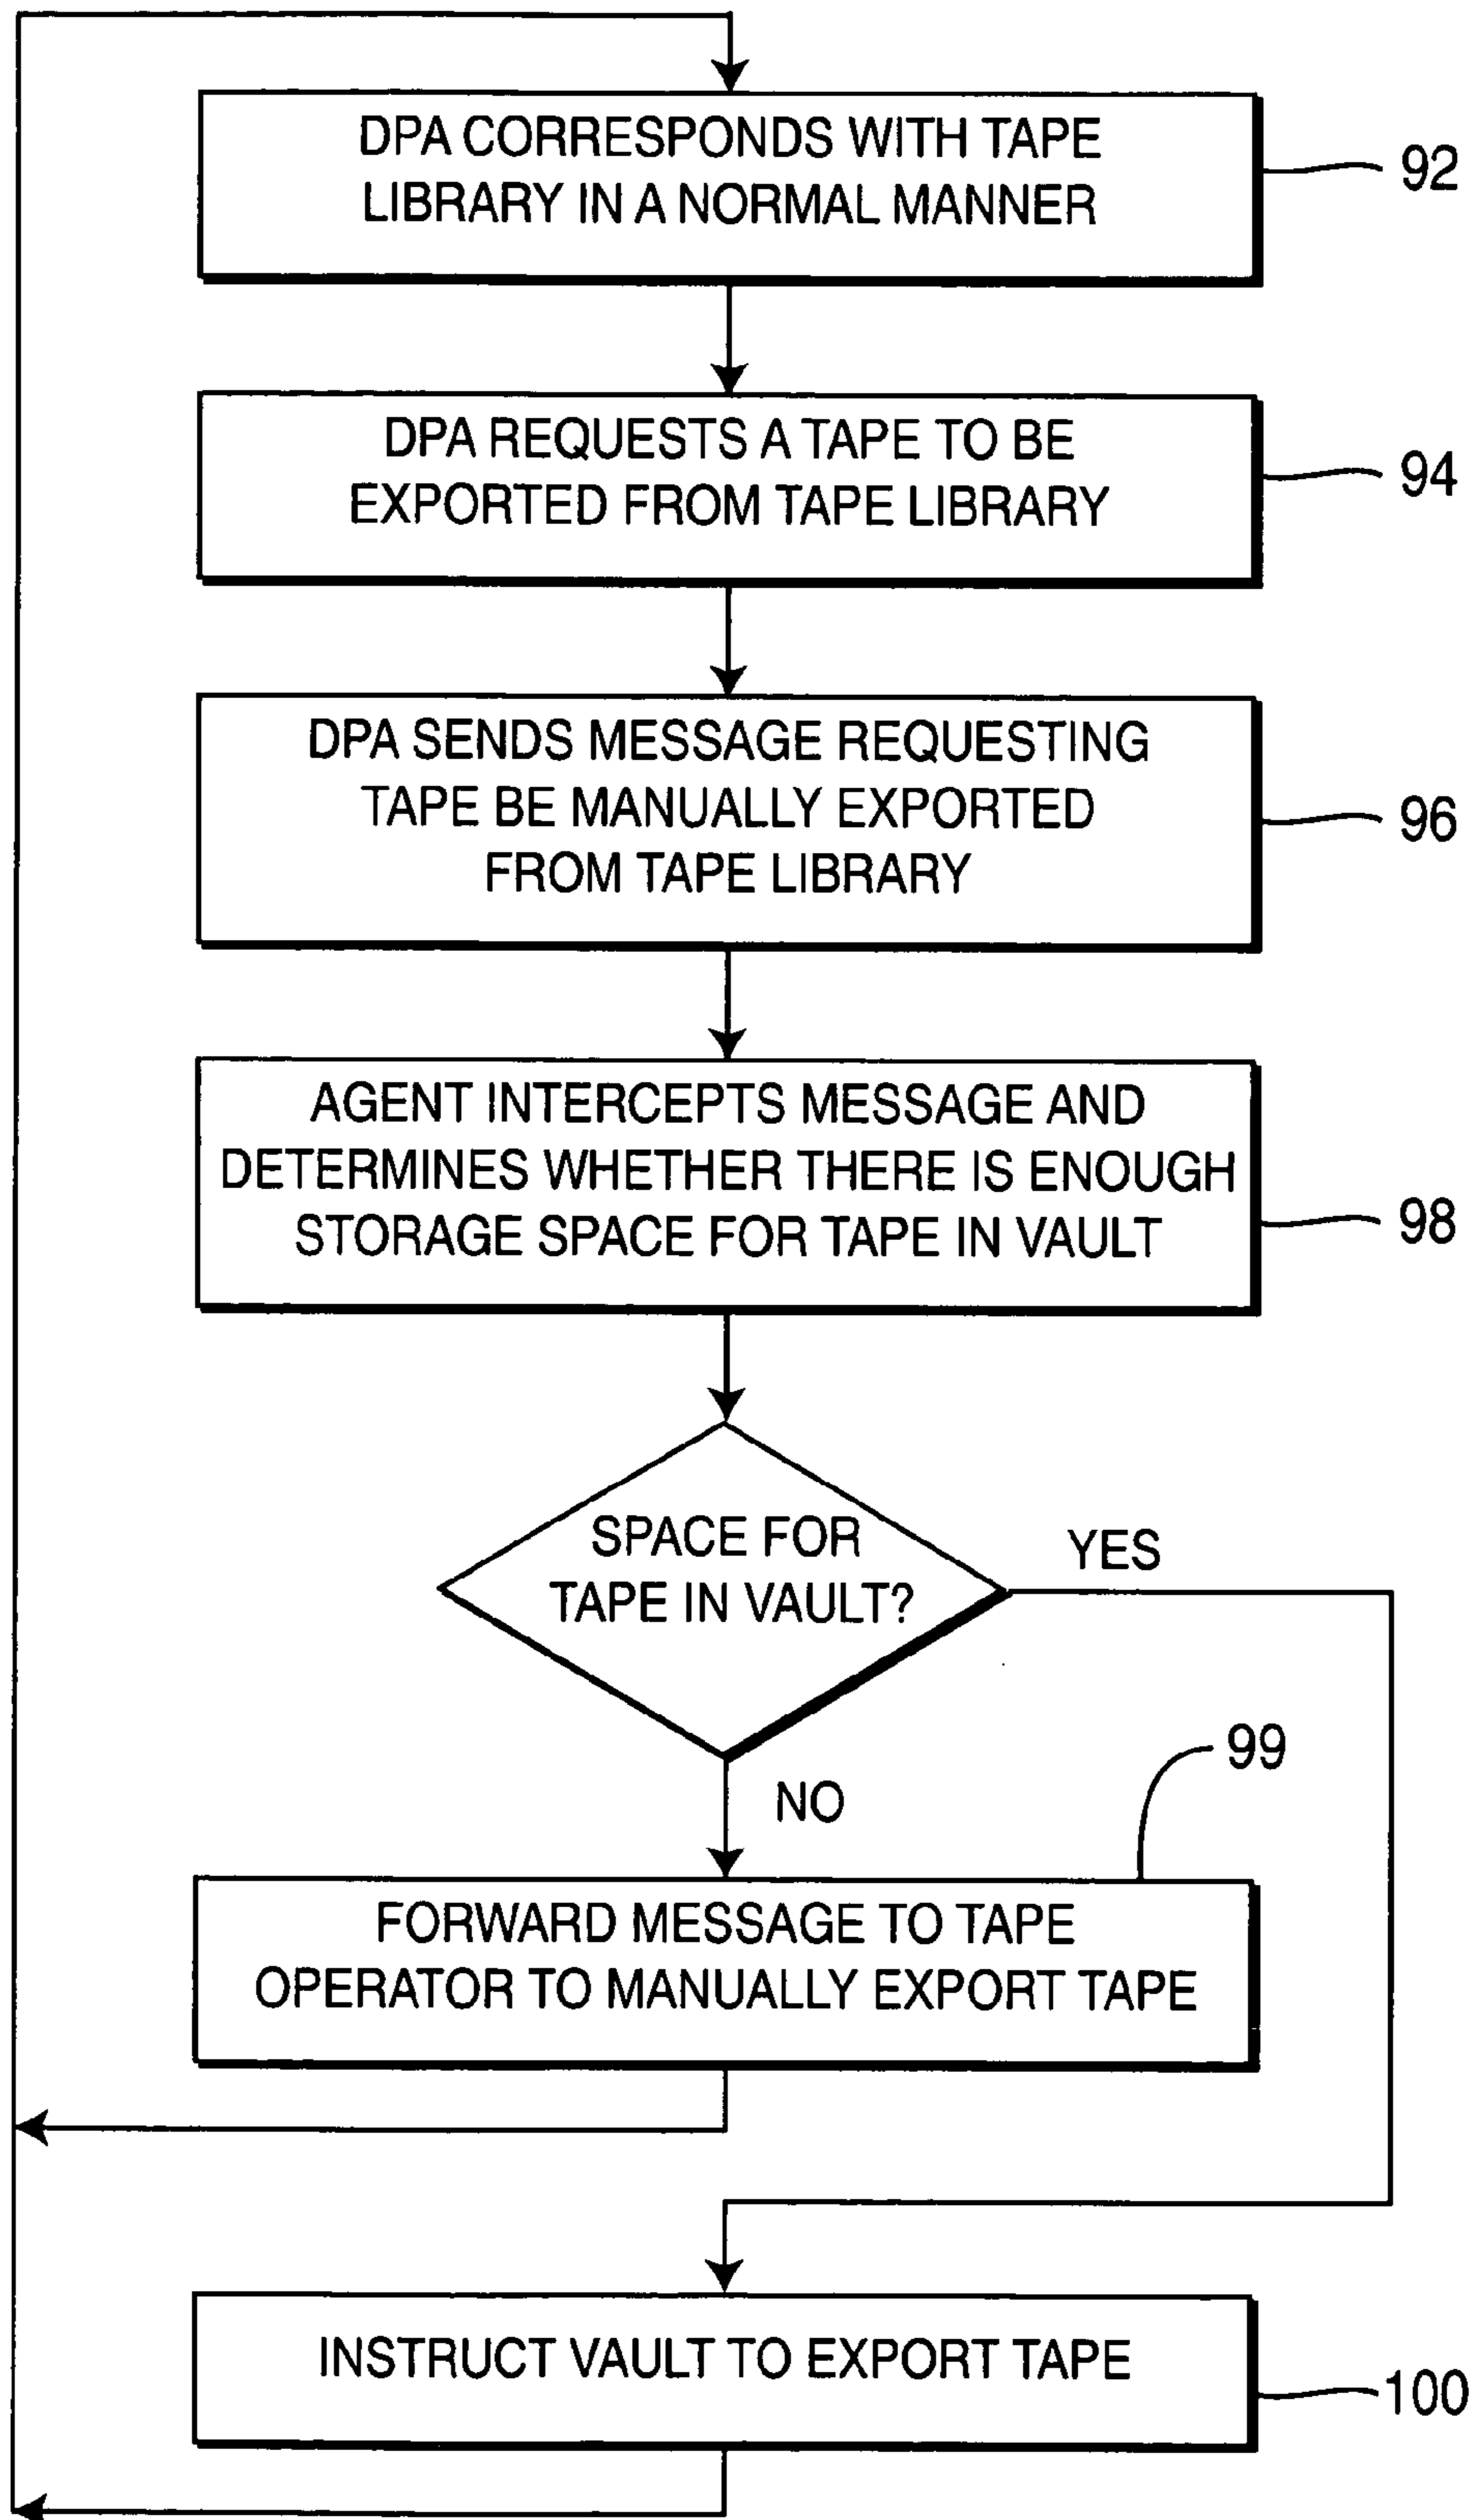 DPA CORRESPONDS WITH TAPE
LIBRARY IN A NORMAL MANNER
92
DPA REQUESTS A TAPE TO BE
EXPORTED FROM TAPE LIBRARY
94
DPA SENDS MESSAGE REQUESTING
TAPE BE MANUALLY EXPORTED
FROM TAPE LIBRARY
96
AGENT INTERCEPTS MESSAGE AND
DETERMINES WHETHER THERE IS ENOUGH
STORAGE SPACE FOR TAPE IN VAULT
98
SPACE FOR
TAPE IN VAULT?
YES
NO
99
FORWARD MESSAGE TO TAPE
OPERATOR TO MANUALLY EXPORT TAPE
INSTRUCT VAULT TO EXPORT TAPE
100